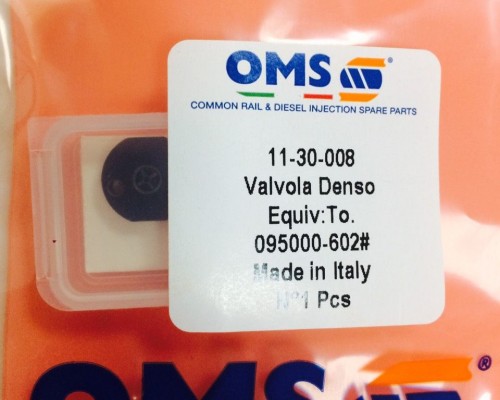 OMS ®
COMMON RAIL & DIESEL INJECTION SPARE PARTS
11-30-008
Valvola Denso
Equiv:To.
095000-602#
Made in Italy
N°1 Pcs
OMS ®